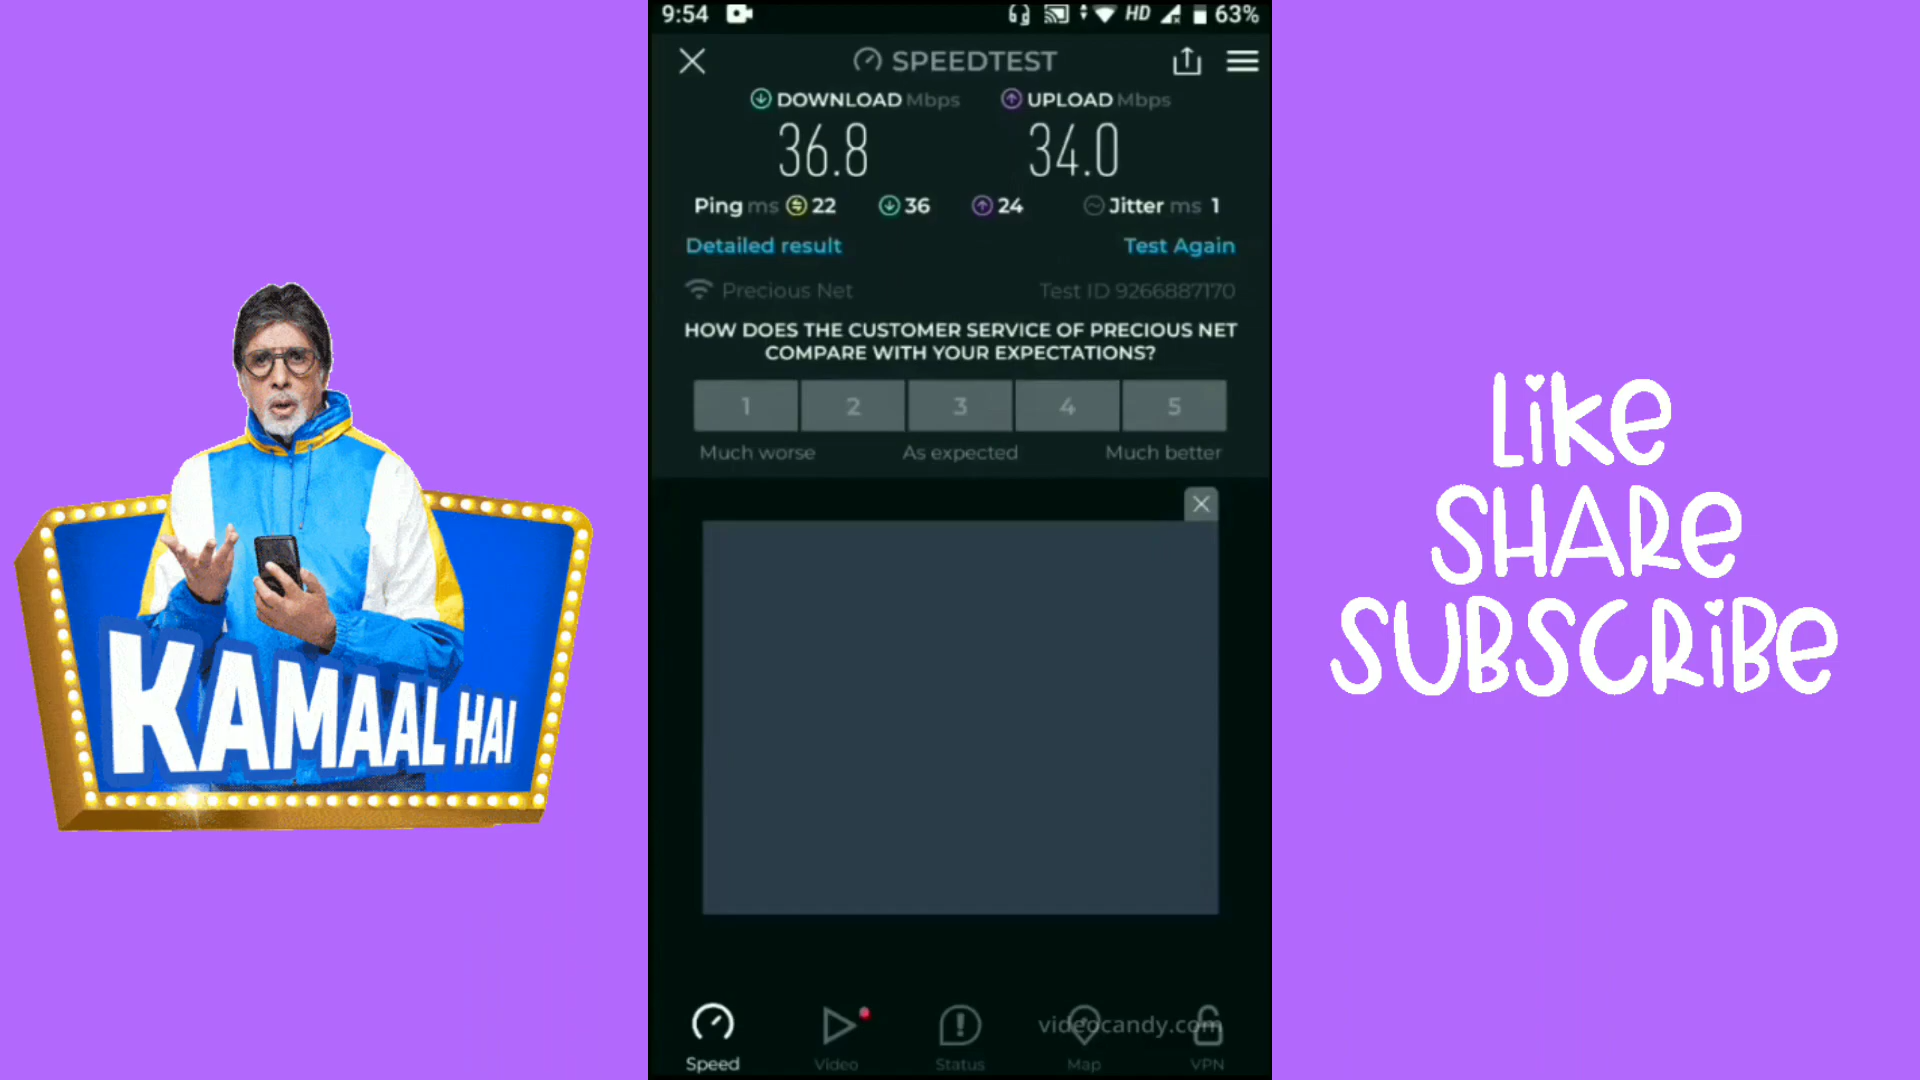 9:54
HD
63%
SPEEDTEST
DOWNLOAD Mbps
UPLOAD Mbps
36.8
34.0
Ping ms 22 36 24 Jitter ms 1
Detailed result
Test Again
Precious Net
Test ID 9266887170
HOW DOES THE CUSTOMER SERVICE OF PRECIOUS NET
COMPARE WITH YOUR EXPECTATIONS?
1 2 3 4 5
Much worse
As expected
Much better
videocandy.com
Speed
Video
Status
Map
VPN
KAMAAL HAI
LiKe
SHARe
SUBSCRiBe